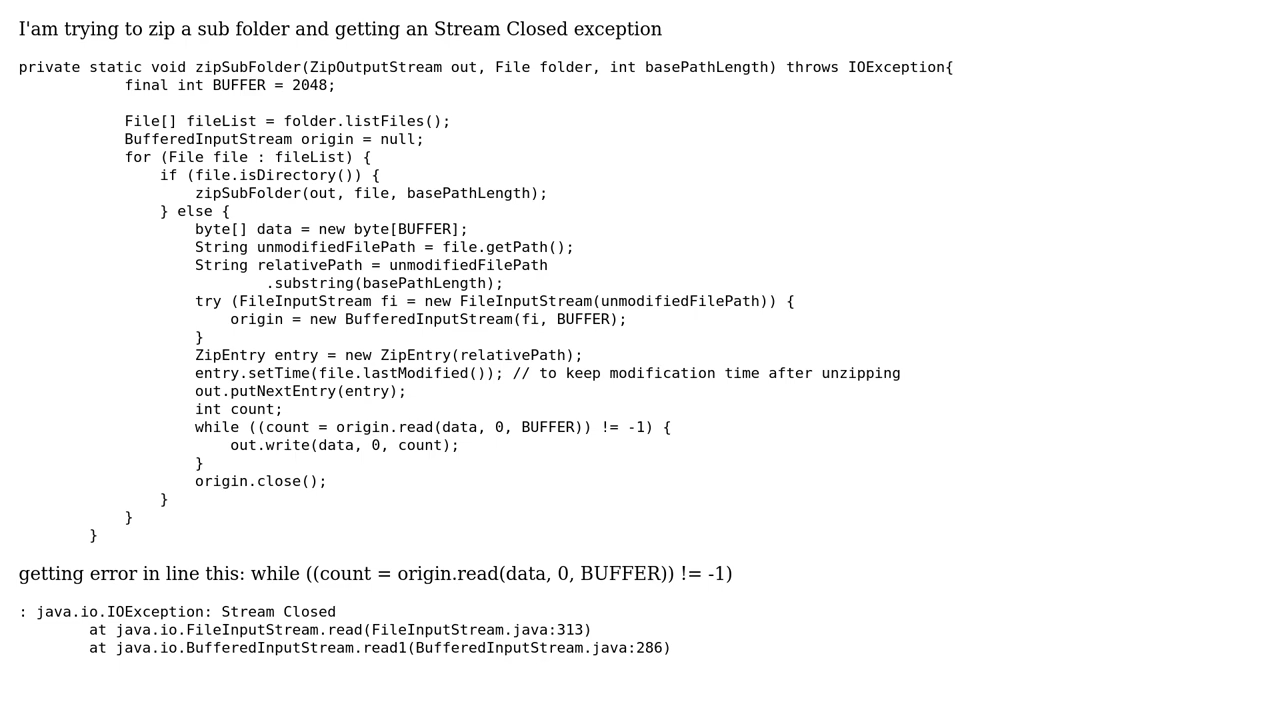 I'am trying to zip a sub folder and getting an Stream Closed exception
private static void zipSubFolder(ZipOutputStream out, File folder, int basePathLength) throws IOException{
            final int BUFFER = 2048;

            File[] fileList = folder.listFiles();
            BufferedInputStream origin = null;
            for (File file : fileList) {
                if (file.isDirectory()) {
                    zipSubFolder(out, file, basePathLength);
                } else {
                    byte[] data = new byte[BUFFER];
                    String unmodifiedFilePath = file.getPath();
                    String relativePath = unmodifiedFilePath
                            .substring(basePathLength);
                    try (FileInputStream fi = new FileInputStream(unmodifiedFilePath)) {
                        origin = new BufferedInputStream(fi, BUFFER);
                    }
                    ZipEntry entry = new ZipEntry(relativePath);
                    entry.setTime(file.lastModified()); // to keep modification time after unzipping
                    out.putNextEntry(entry);
                    int count;
                    while ((count = origin.read(data, 0, BUFFER)) != -1) {
                        out.write(data, 0, count);
                    }
                    origin.close();
                }
            }
        }
getting error in line this: while ((count = origin.read(data, 0, BUFFER)) != -1)
: java.io.IOException: Stream Closed
        at java.io.FileInputStream.read(FileInputStream.java:313)
        at java.io.BufferedInputStream.read1(BufferedInputStream.java:286)